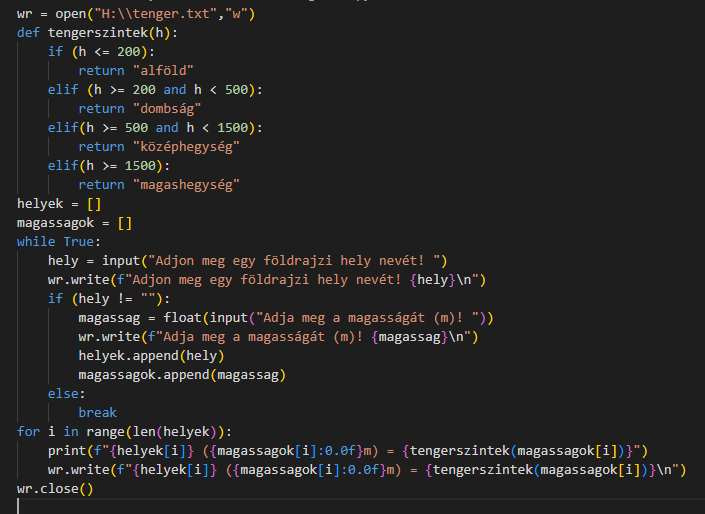 wr = open("H:\\tenger.txt","w")
def tengerszintek(h):
    if (h <= 200):
        return "alföld"
    elif (h >= 200 and h < 500):
        return "dombság"
    elif(h >= 500 and h < 1500):
        return "középhegység"
    elif(h >= 1500):
        return "magashegység"
helyek = []
magassagok = []
while True:
    hely = input("Adjon meg egy földrajzi hely nevét! ")
    wr.write(f"Adjon meg egy földrajzi hely nevét! {hely}\n")
    if (hely != ""):
        magassag = float(input("Adja meg a magasságát (m)! "))
        wr.write(f"Adja meg a magasságát (m)! {magassag}\n")
        helyek.append(hely)
        magassagok.append(magassag)
    else:
        break
for i in range(len(helyek)):
    print(f"{helyek[i]} ({magassagok[i]:0.0f}m) = {tengerszintek(magassagok[i])}")
    wr.write(f"{helyek[i]} ({magassagok[i]:0.0f}m) = {tengerszintek(magassagok[i])}\n")
wr.close()